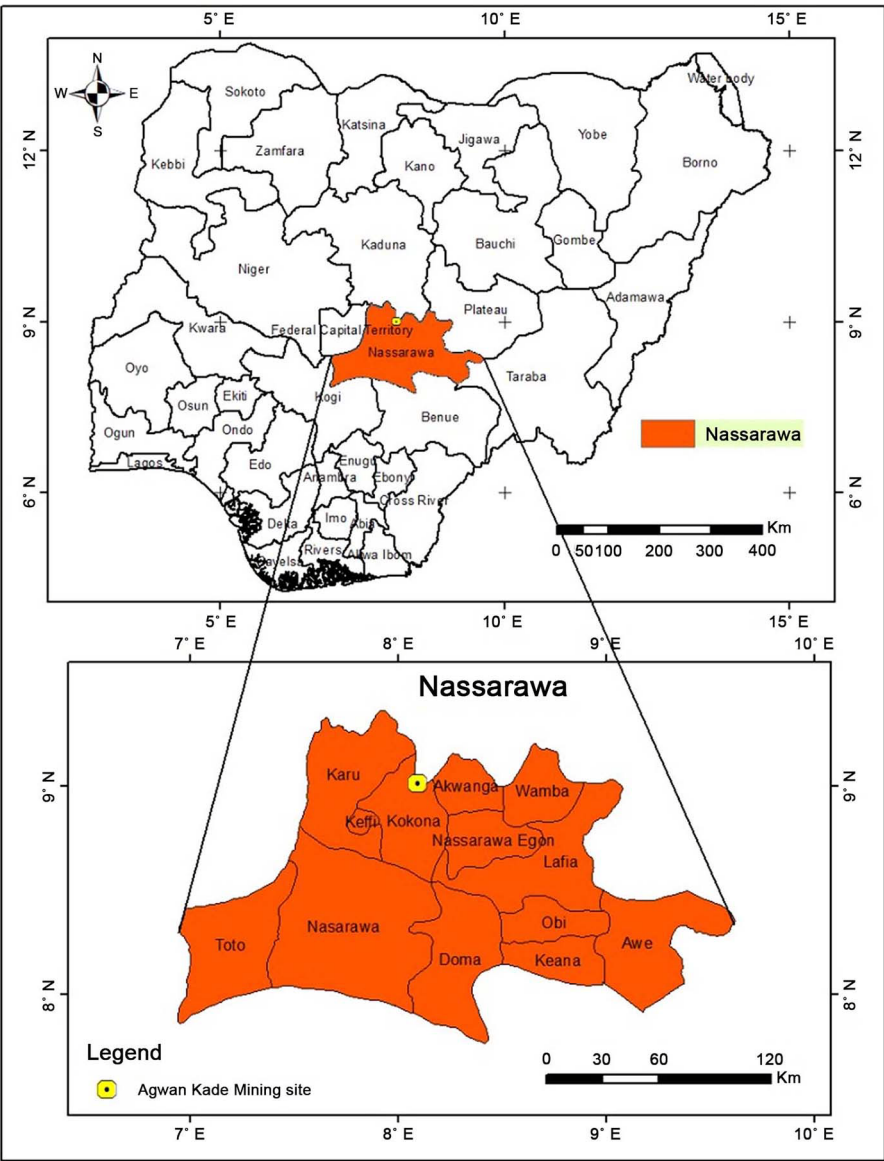 5° E 10° E 15° E
N
W E
S
12° N 12° N
9° N 9° N
6° N 6° N
Water body
Sokoto
Katsina
Jigawa
Yobe
Zamfara
Kebbi
Kano
Borno
Kaduna
Bauchi
Gombe
Niger
Adamawa
Plateau
Kwara
Federal Capital Territory
Nassarawa
Oyo
Taraba
Ekiti
Kogi
Osun
Benue
Ogun
Ondo
Nassarawa
Lagos
Edo
Enugu
Anambra
Ebony
Cross River
Delta
Imo
Abia
Rivers
Akwa Ibom
Bayelsa
Km
0 50 100 200 300 400
5° E 10° E 15° E
7° E 8° E 9° E 10° E
Nassarawa
9° N 9° N
8° N 8° N
Karu
Akwanga
Wamba
Keffi
Kokona
Nassarawa Egon
Lafia
Obi
Nasarawa
Toto
Awe
Doma
Keana
Legend
Agwan Kade Mining site
0 30 60 120
Km
7° E 8° E 9° E 10° E